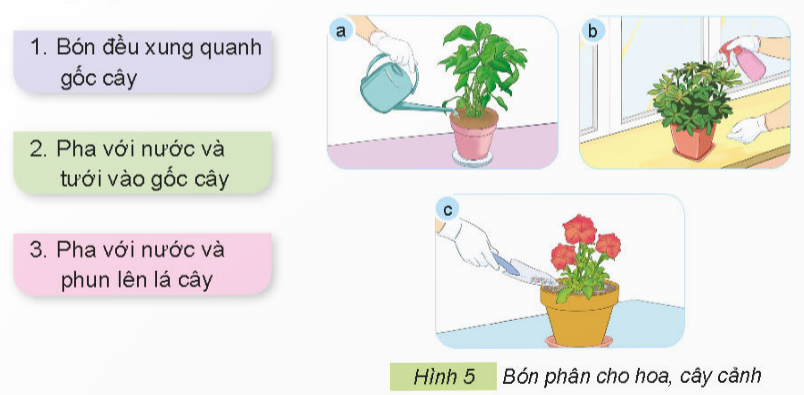 1. Bón đều xung quanh
gốc cây
2. Pha với nước và
tưới vào gốc cây
3. Pha với nước và
phun lên lá cây
a
b
c
Hình 5 Bón phân cho hoa, cây cảnh